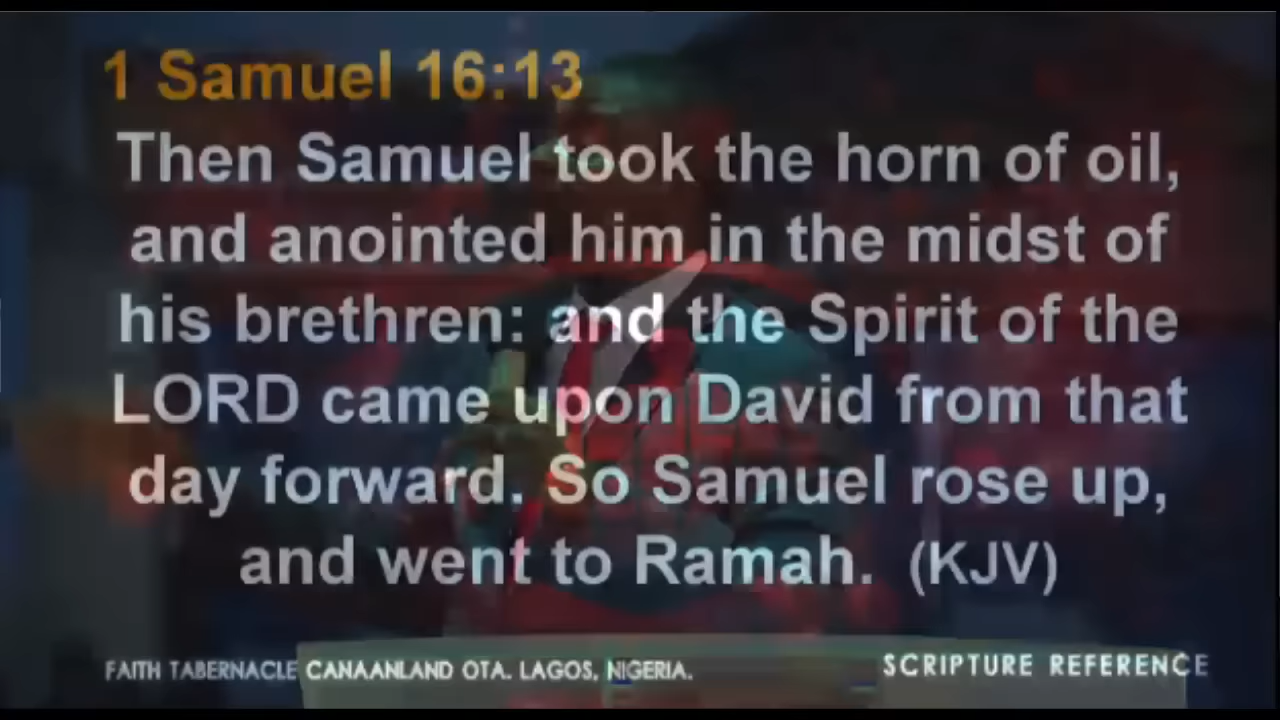 1 Samuel 16:13
Then Samuel took the horn of oil,
and anointed him in the midst of
his brethren: and the Spirit of the
LORD came upon David from that
day forward. So Samuel rose up,
and went to Ramah. (KJV)
FAITH TABERNACLE CANAANLAND OTA. LAGOS, NIGERIA.
SCRIPTURE REFERENCE